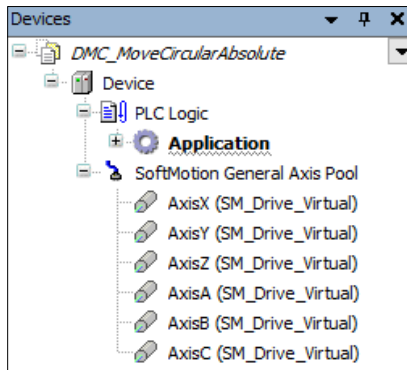 Devices
DMC_MoveCircularAbsolute
Device
PLC Logic
Application
SoftMotion General Axis Pool
AxisX (SM_Drive_Virtual)
AxisY (SM_Drive_Virtual)
AxisZ (SM_Drive_Virtual)
AxisA (SM_Drive_Virtual)
AxisB (SM_Drive_Virtual)
AxisC (SM_Drive_Virtual)